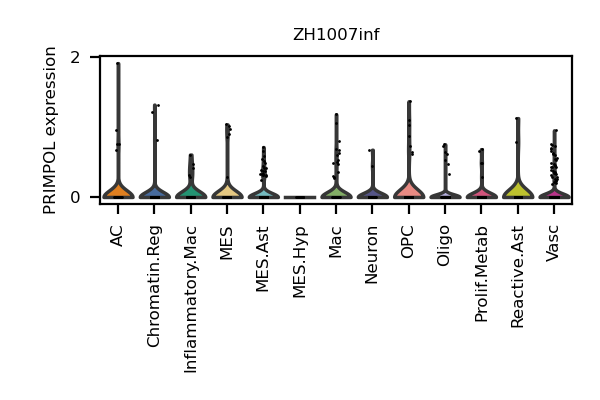 ZH1007inf
PRIMPOL expression
2
0
AC
Chromatin.Reg
Inflammatory.Mac
MES
MES.Ast
MES.Hyp
Mac
Neuron
OPC
Oligo
Prolif.Metab
Reactive.Ast
Vasc